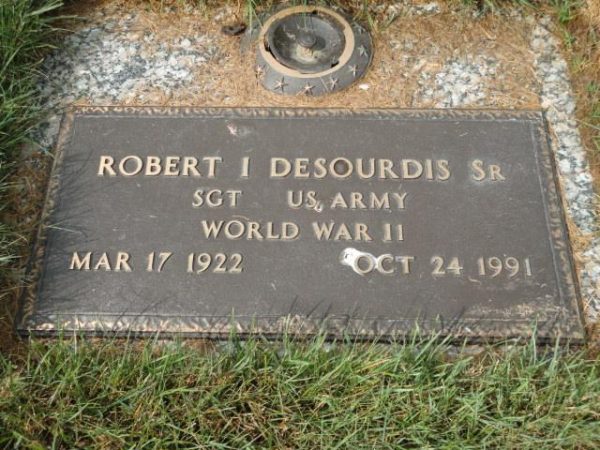 ROBERT I DESOURDIS SR
SGT US ARMY
WORLD WAR II
MAR 17 1922 OCT 24 1991